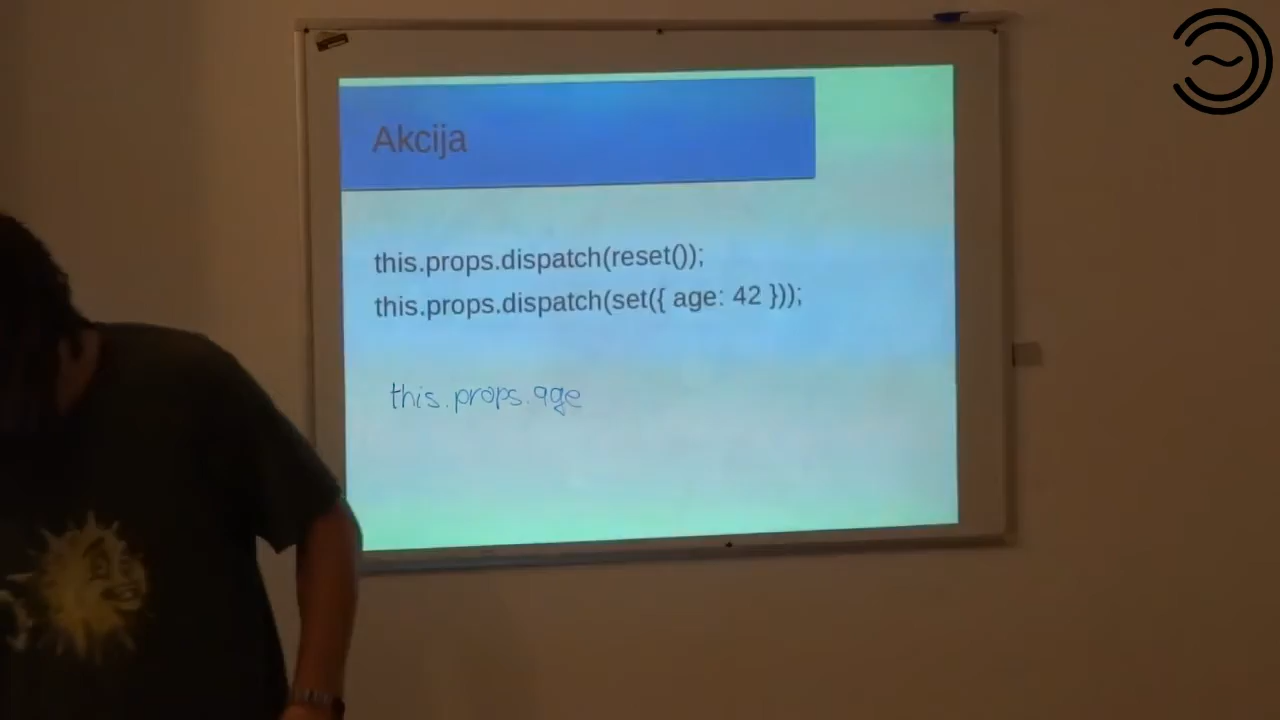 Akcija
this.props.dispatch(reset());
this.props.dispatch(set({ age: 42 }));
this.props.age